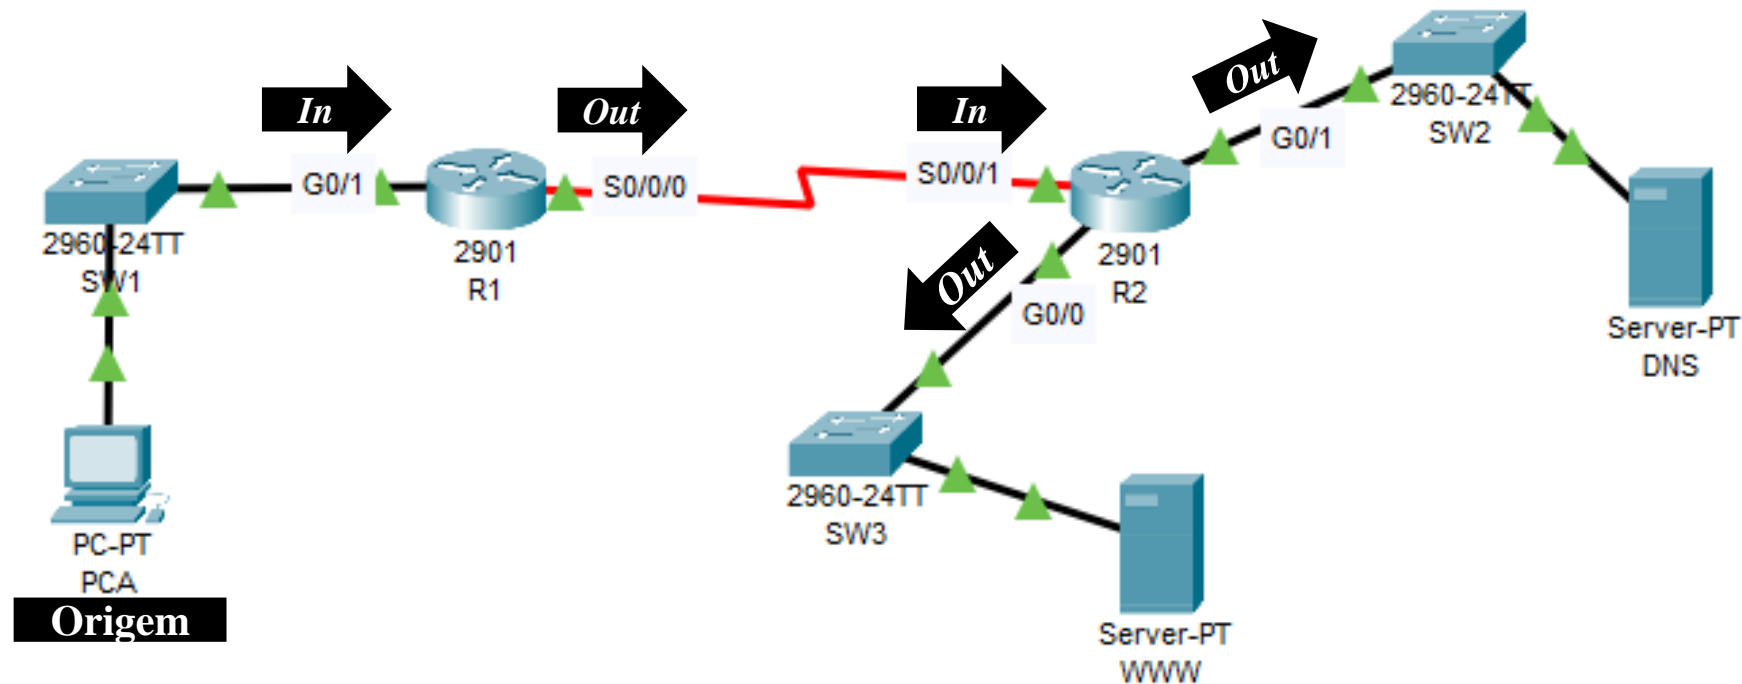 In
Out
In
Out
2960-24TT
SW2
G0/1
G0/1
S0/0/0
S0/0/1
2960-24TT
SW1
2901
R1
2901
R2
Out
G0/0
Server-PT
DNS
2960-24TT
SW3
PC-PT
PCA
Origem
Server-PT
WWW